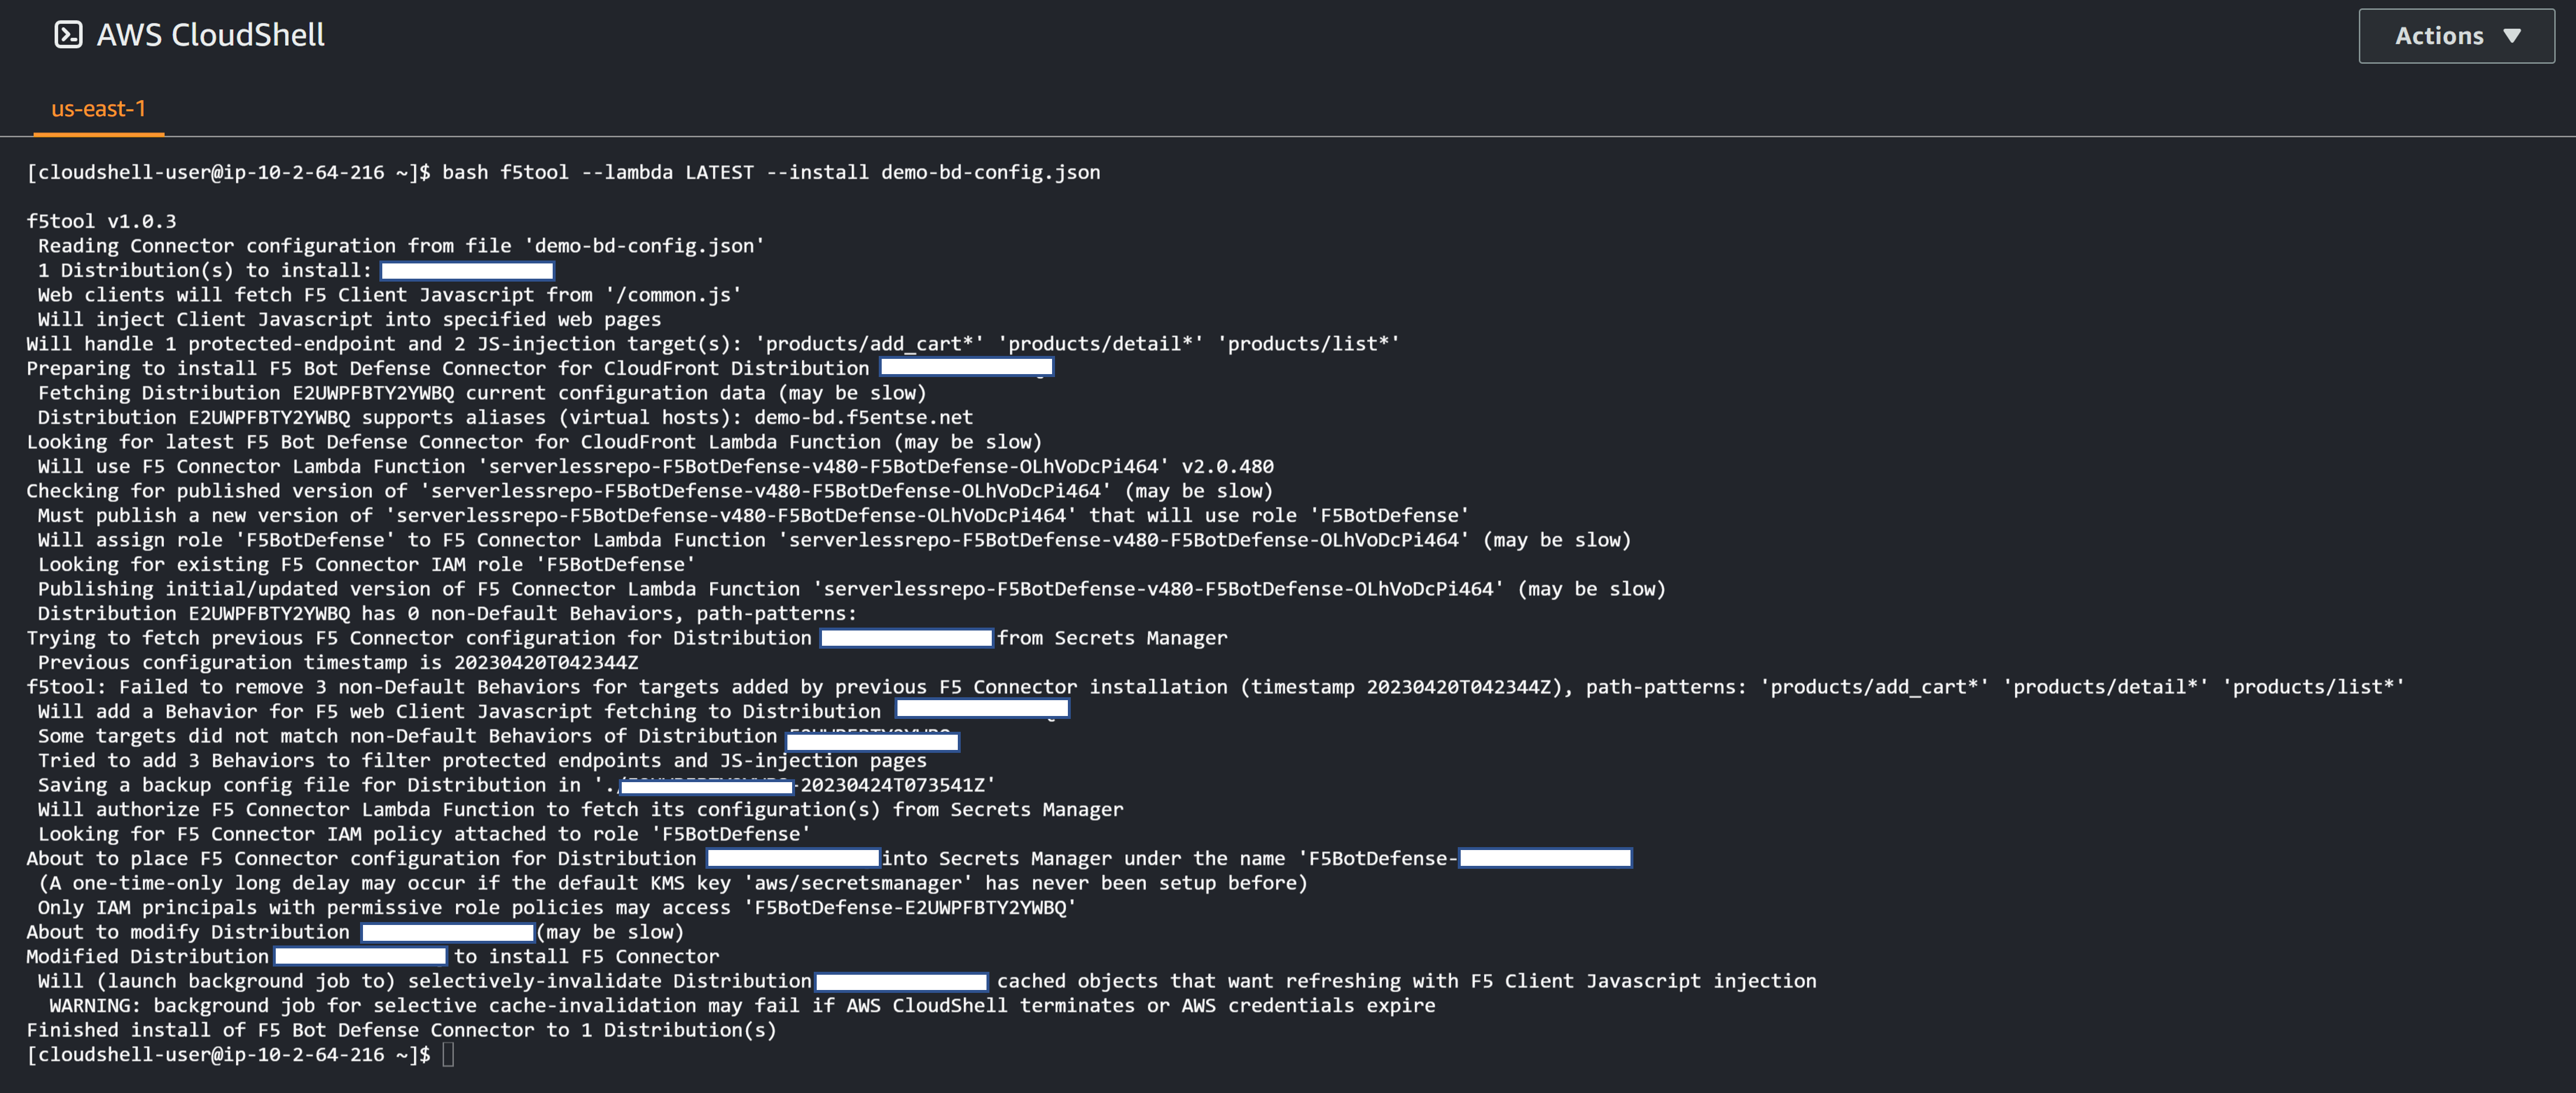 AWS CloudShell
Actions
us-east-1
[cloudshell-user@ip-10-2-64-216 ~]$ bash f5tool --lambda LATEST --install demo-bd-config.json
f5tool v1.0.3
Reading Connector configuration from file 'demo-bd-config.json'
1 Distribution(s) to install:
Web clients will fetch F5 Client Javascript from '/common.js'
Will inject Client Javascript into specified web pages
Will handle 1 protected-endpoint and 2 JS-injection target(s): 'products/add_cart*' 'products/detail*' 'products/list*'
Preparing to install F5 Bot Defense Connector for CloudFront Distribution
Fetching Distribution E2UWPFBTY2YWBQ current configuration data (may be slow)
Distribution E2UWPFBTY2YWBQ supports aliases (virtual hosts): demo-bd.f5entse.net
Looking for latest F5 Bot Defense Connector for CloudFront Lambda Function (may be slow)
Will use F5 Connector Lambda Function 'serverlessrepo-F5BotDefense-v480-F5BotDefense-OLhVoDcPi464' v2.0.480
Checking for published version of 'serverlessrepo-F5BotDefense-v480-F5BotDefense-OLhVoDcPi464' (may be slow)
Must publish a new version of 'serverlessrepo-F5BotDefense-v480-F5BotDefense-OLhVoDcPi464' that will use role 'F5BotDefense'
Will assign role 'F5BotDefense' to F5 Connector Lambda Function 'serverlessrepo-F5BotDefense-v480-F5BotDefense-OLhVoDcPi464' (may be slow)
Looking for existing F5 Connector IAM role 'F5BotDefense'
Publishing initial/updated version of F5 Connector Lambda Function 'serverlessrepo-F5BotDefense-v480-F5BotDefense-OLhVoDcPi464' (may be slow)
Distribution E2UWPFBTY2YWBQ has 0 non-Default Behaviors, path-patterns:
Trying to fetch previous F5 Connector configuration for Distribution from Secrets Manager
Previous configuration timestamp is 20230420T042344Z
f5tool: Failed to remove 3 non-Default Behaviors for targets added by previous F5 Connector installation (timestamp 20230420T042344Z), path-patterns: 'products/add_cart*' 'products/detail*' 'products/list*'
Will add a Behavior for F5 web Client Javascript fetching to Distribution
Some targets did not match non-Default Behaviors of Distribution
Tried to add 3 Behaviors to filter protected endpoints and JS-injection pages
Saving a backup config file for Distribution in './ -20230424T073541Z'
Will authorize F5 Connector Lambda Function to fetch its configuration(s) from Secrets Manager
Looking for F5 Connector IAM policy attached to role 'F5BotDefense'
About to place F5 Connector configuration for Distribution into Secrets Manager under the name 'F5BotDefense-
(A one-time-only long delay may occur if the default KMS key 'aws/secretsmanager' has never been setup before)
Only IAM principals with permissive role policies may access 'F5BotDefense-E2UWPFBTY2YWBQ'
About to modify Distribution (may be slow)
Modified Distribution to install F5 Connector
Will (launch background job to) selectively-invalidate Distribution cached objects that want refreshing with F5 Client Javascript injection
WARNING: background job for selective cache-invalidation may fail if AWS CloudShell terminates or AWS credentials expire
Finished install of F5 Bot Defense Connector to 1 Distribution(s)
[cloudshell-user@ip-10-2-64-216 ~]$